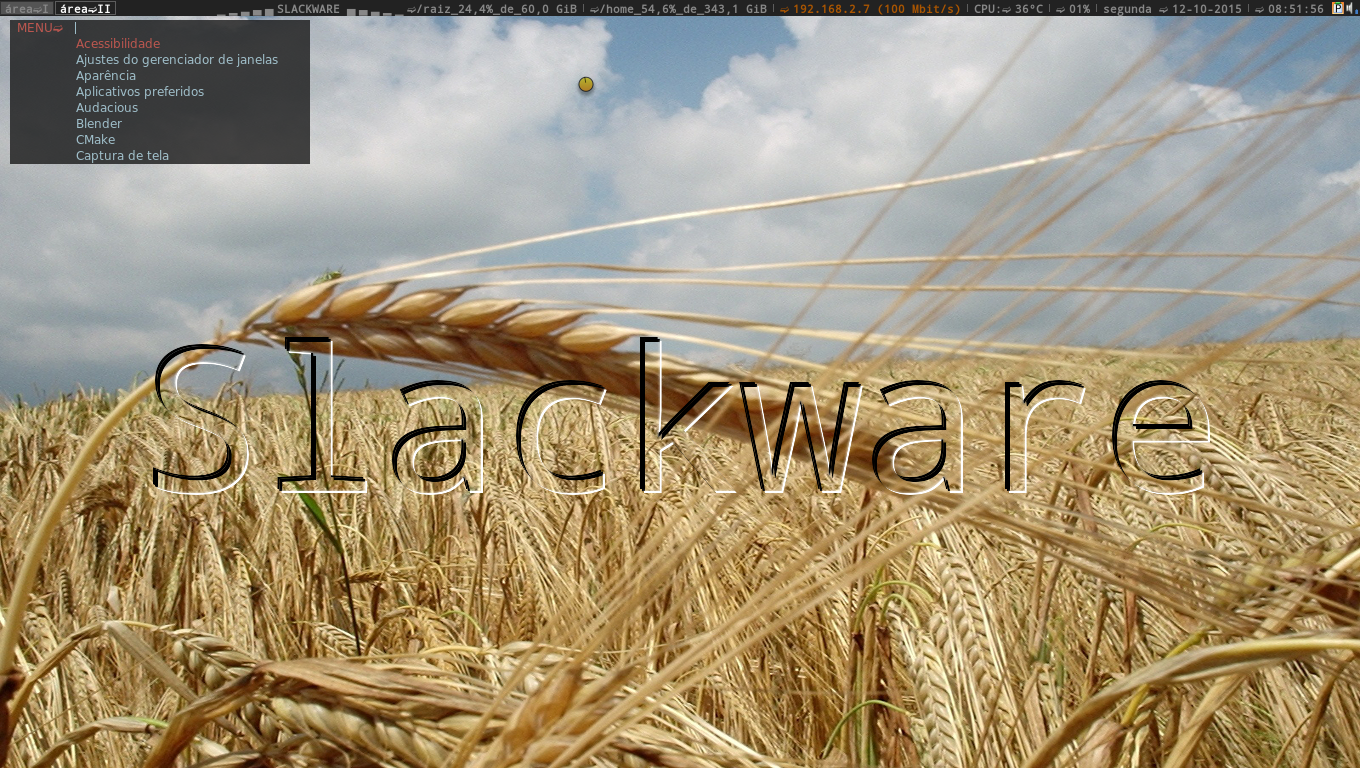 área➫I área➫II SLACKWARE ➫/raiz_24,4%_de_60,0 GiB | ➫/home_54,6%_de_343,1 GiB | ➫ 192.168.2.7 (100 Mbit/s) | CPU:➫ 36°C | ➫ 01% | segunda ➫ 12-10-2015 | ➫ 08:51:56 P
MENU➫
Acessibilidade
Ajustes do gerenciador de janelas
Aparência
Aplicativos preferidos
Audacious
Blender
CMake
Captura de tela
Slackware